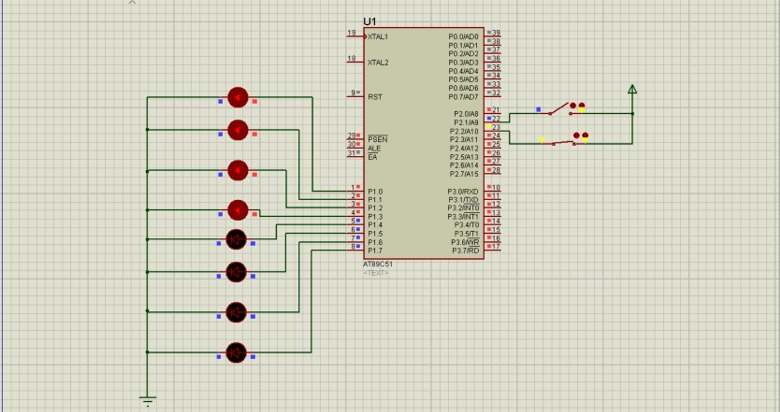 U1
19 XTAL1 P0.0/AD0 39
P0.1/AD1 38
P0.2/AD2 37
18 XTAL2 P0.3/AD3 36
P0.4/AD4 35
P0.5/AD5 34
P0.6/AD6 33
9 RST P0.7/AD7 32
P2.0/A8 21
P2.1/A9 22
P2.2/A10 23
29 PSEN P2.3/A11 24
30 ALE P2.4/A12 25
31 EA P2.5/A13 26
P2.6/A14 27
P2.7/A15 28
1 P1.0 P3.0/RXD 10
2 P1.1 P3.1/TXD 11
3 P1.2 P3.2/INT0 12
4 P1.3 P3.3/INT1 13
5 P1.4 P3.4/T0 14
6 P1.5 P3.5/T1 15
7 P1.6 P3.6/WR 16
8 P1.7 P3.7/RD 17
AT89C51
<TEXT>